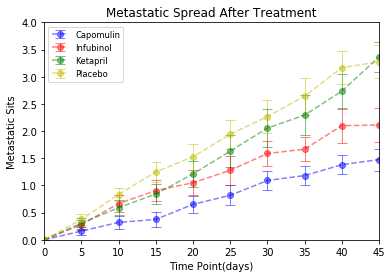 Metastatic Spread After Treatment
Capomulin
Infubinol
Ketapril
Placebo
Metastatic Sits
4.0
3.5
3.0
2.5
2.0
1.5
1.0
0.5
0.0
0 5 10 15 20 25 30 35 40 45
Time Point(days)